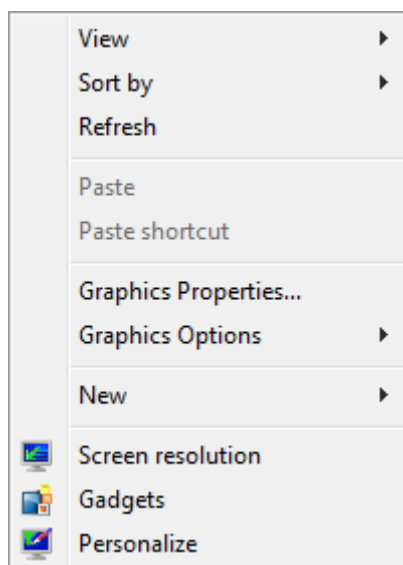 View
Sort by
Refresh
Paste
Paste shortcut
Graphics Properties...
Graphics Options
New
Screen resolution
Gadgets
Personalize